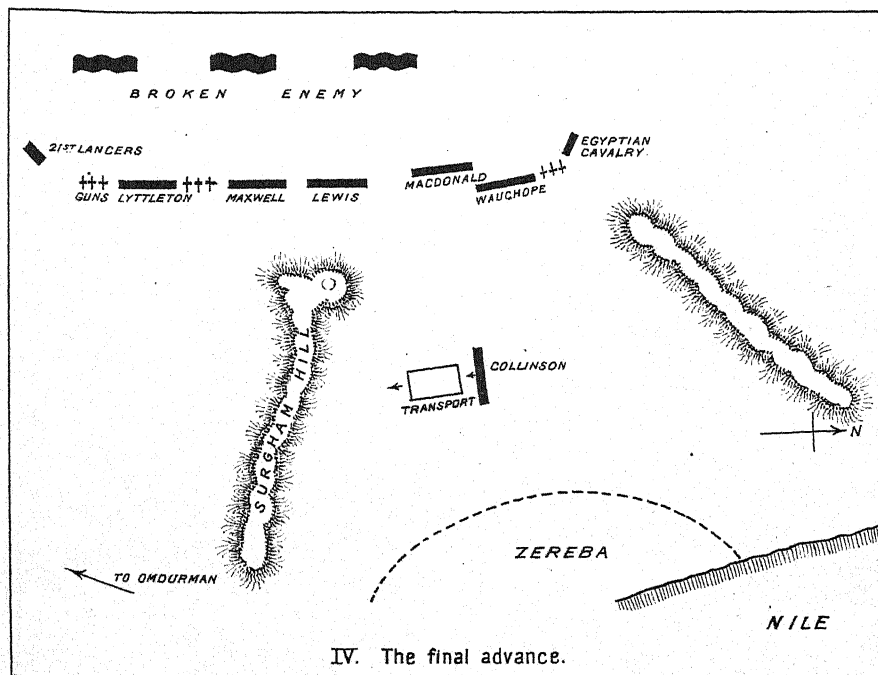 BROKEN ENEMY
21ST LANCERS
EGYPTIAN
CAVALRY
GUNS LYTTLETON MAXWELL LEWIS
MACDONALD
WAUCHOPE
SURGHAM HILL
COLLINSON
TRANSPORT
N
ZEREBA
TO OMDURMAN
NILE
IV. The final advance.